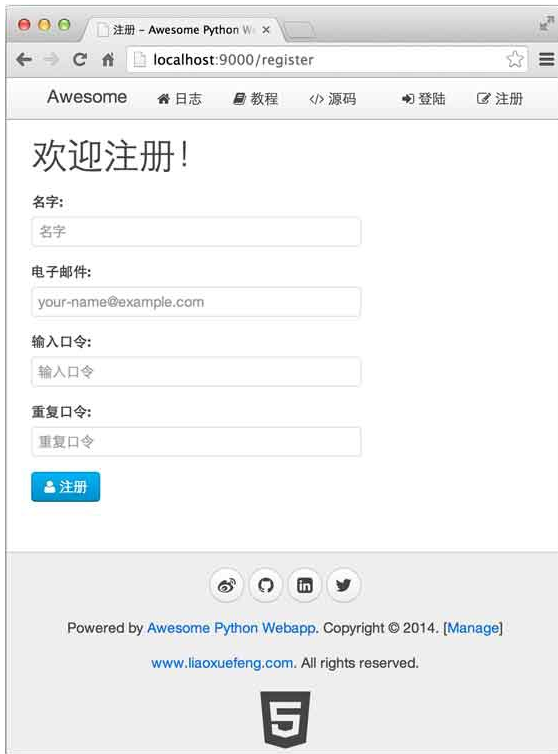 注册 - Awesome Python We
localhost:9000/register
Awesome 日志 教程 源码 登陆 注册
欢迎注册！
名字:
名字
电子邮件:
your-name@example.com
输入口令:
输入口令
重复口令:
重复口令
注册
Powered by Awesome Python Webapp. Copyright © 2014. [Manage]
www.liaoxuefeng.com. All rights reserved.